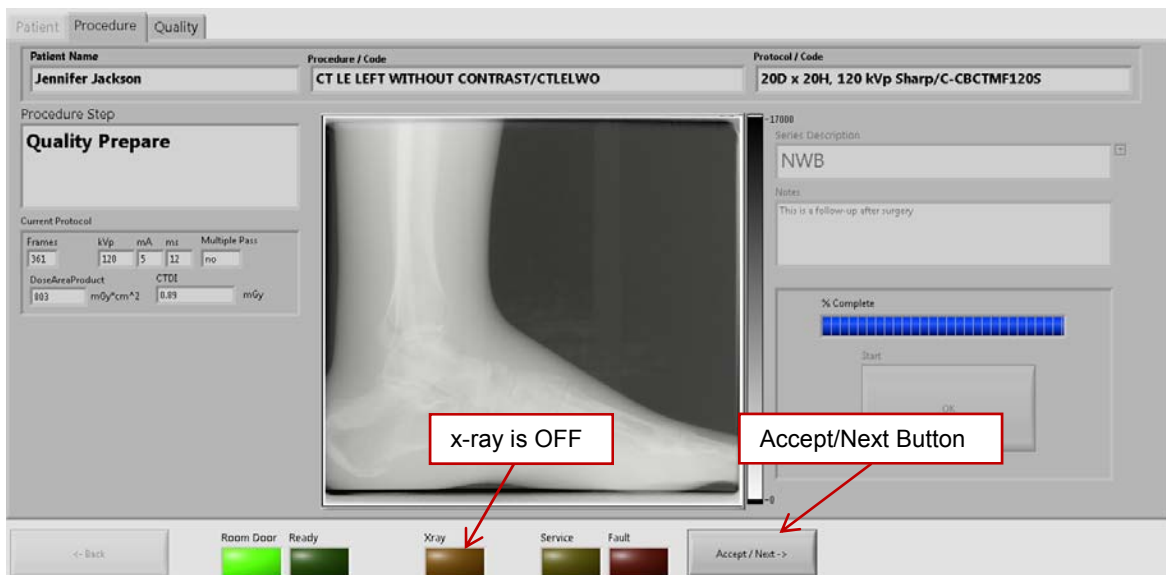 Patient Procedure Quality
Patient Name
Jennifer Jackson
Procedure / Code
CT LE LEFT WITHOUT CONTRAST/CTLELWO
Protocol / Code
20D x 20H, 120 kVp Sharp/C-CBCTMF120S
Procedure Step
Quality Prepare
Current Protocol
Frames kVp mA ms Multiple Pass
361 120 5 12 no
DoseAreaProduct CTDI
803 mGy*cm^2 0.89 mGy
17000
0
Series Description
NWB
Notes
This is a follow-up after surgery
% Complete
Start
OK
x-ray is OFF
Accept/Next Button
<- Back
Room Door Ready Xray Service Fault
Accept / Next ->